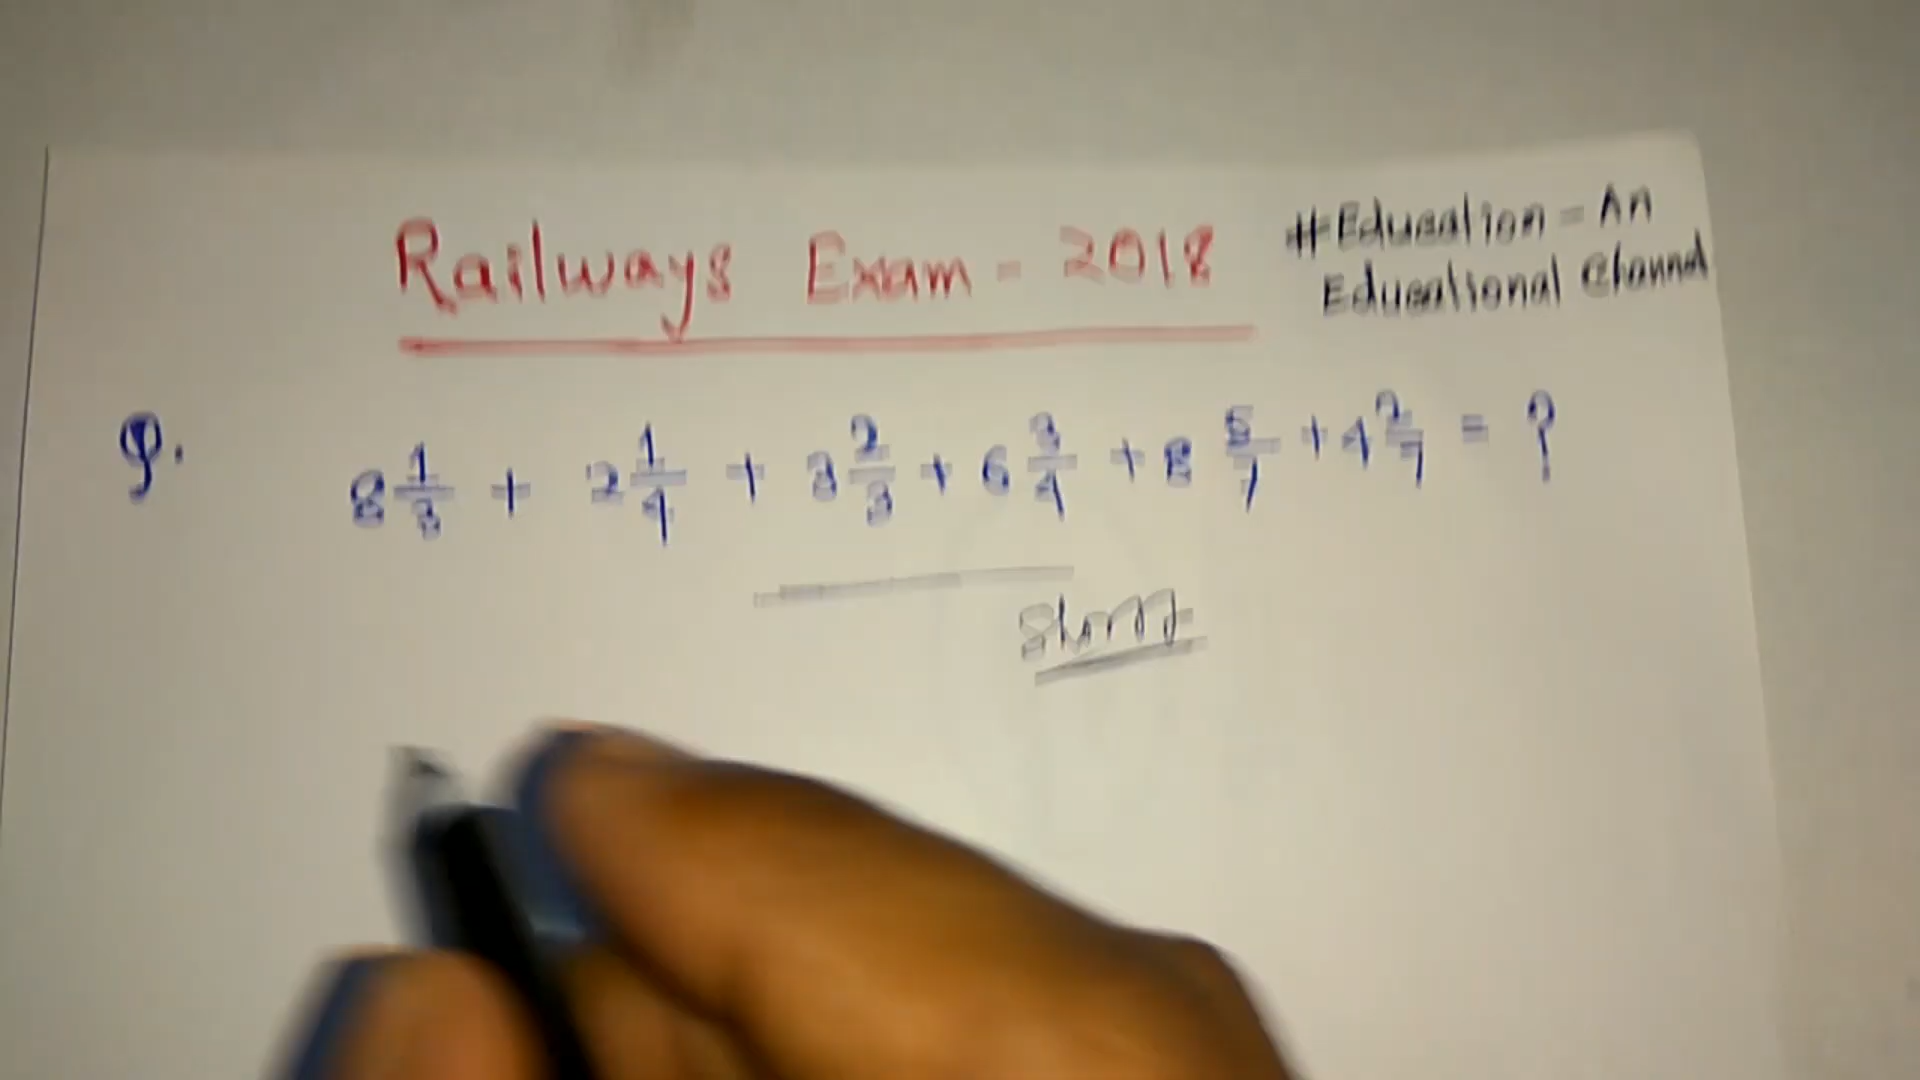 Railways Exam - 2018
#Education - An
Educational Channel
Q. 8 1/3 + 2 1/4 + 3 2/3 + 6 3/4 + 8 5/7 + 4 2/7 = ?